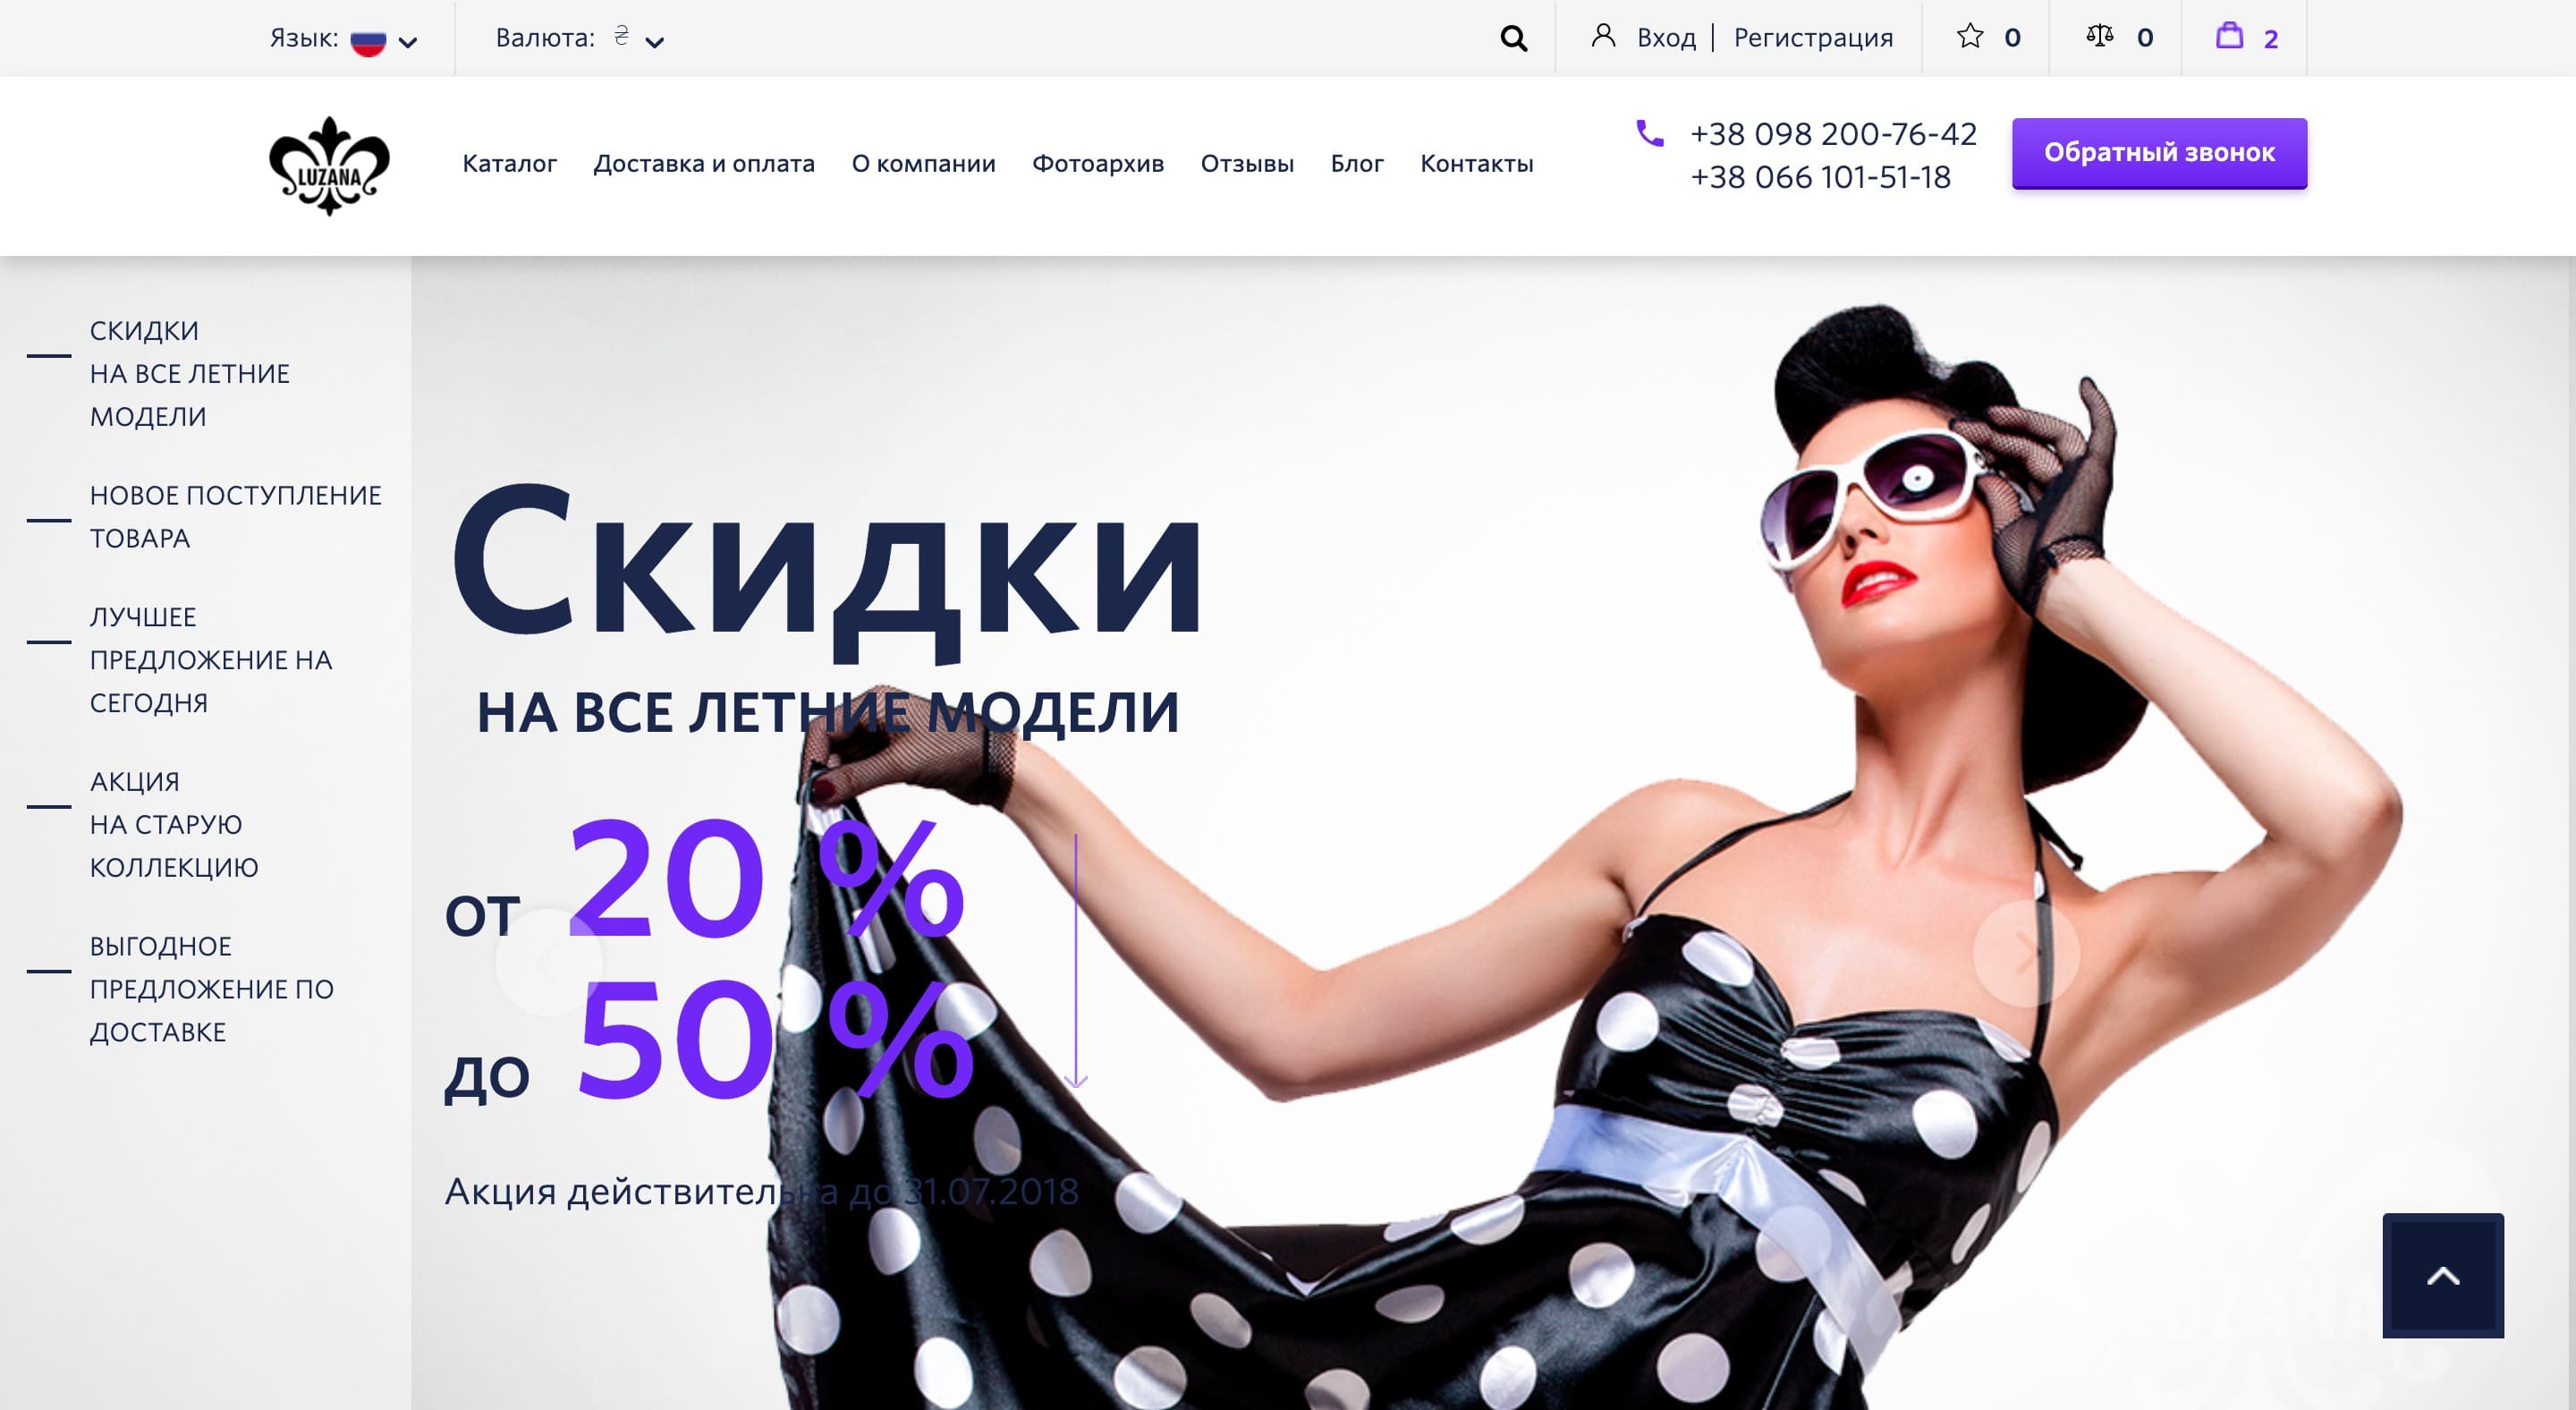 Язык:
Валюта: ₴
Вход | Регистрация
0
0
2
LUZANA
Каталог
Доставка и оплата
О компании
Фотоархив
Отзывы
Блог
Контакты
+38 098 200-76-42
+38 066 101-51-18
Обратный звонок
СКИДКИ
НА ВСЕ ЛЕТНИЕ
МОДЕЛИ
НОВОЕ ПОСТУПЛЕНИЕ
ТОВАРА
ЛУЧШЕЕ
ПРЕДЛОЖЕНИЕ НА
СЕГОДНЯ
АКЦИЯ
НА СТАРУЮ
КОЛЛЕКЦИЮ
ВЫГОДНОЕ
ПРЕДЛОЖЕНИЕ ПО
ДОСТАВКЕ
Скидки
НА ВСЕ ЛЕТНИЕ МОДЕЛИ
от 20 %
до 50 %
Акция действительна до 31.07.2018